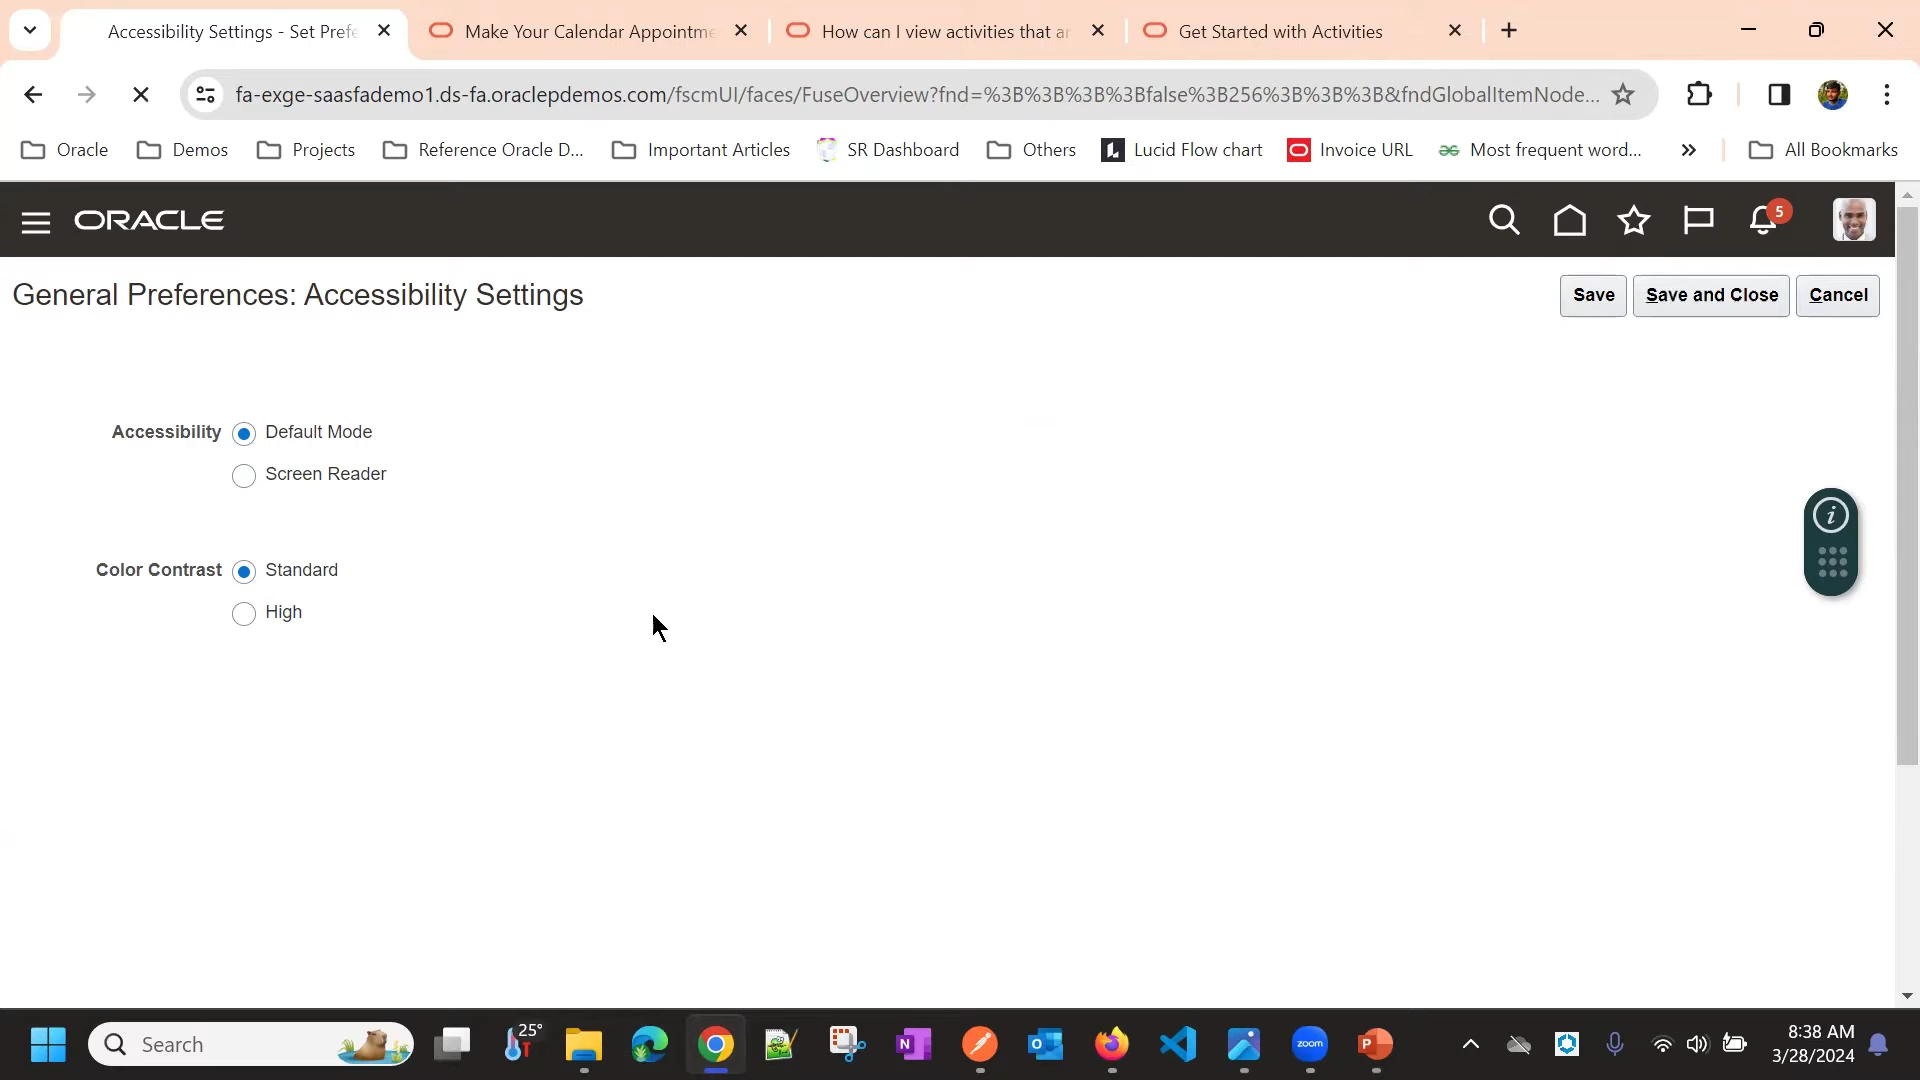 Accessibility Settings - Set Prefe
Make Your Calendar Appointme
How can I view activities that ar
Get Started with Activities
fa-exge-saasfademo1.ds-fa.oraclepdemos.com/fscmUI/faces/FuseOverview?fnd=%3B%3B%3B%3Bfalse%3B256%3B%3B%3B&fndGlobalItemNode...
Oracle
Demos
Projects
Reference Oracle D...
Important Articles
SR Dashboard
Others
Lucid Flow chart
Invoice URL
Most frequent word...
All Bookmarks
ORACLE
5
General Preferences: Accessibility Settings
Save
Save and Close
Cancel
Accessibility
Default Mode
Screen Reader
Color Contrast
Standard
High
Search
25°
zoom
8:38 AM
3/28/2024